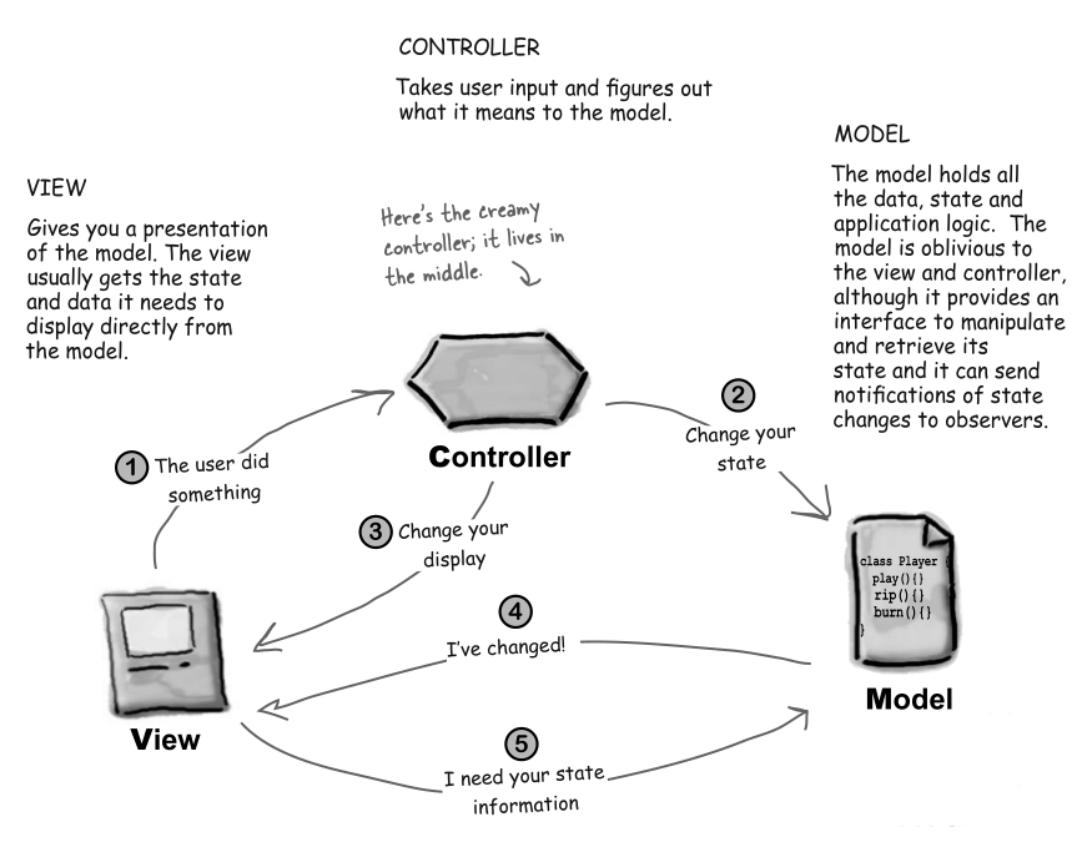 CONTROLLER
Takes user input and figures out
what it means to the model.
MODEL
The model holds all
the data, state and
application logic. The
model is oblivious to
the view and controller,
although it provides an
interface to manipulate
and retrieve its
state and it can send
notifications of state
changes to observers.
VIEW
Gives you a presentation
of the model. The view
usually gets the state
and data it needs to
display directly from
the model.
Here's the creamy
controller; it lives in
the middle.
Controller
1 The user did
something
2
Change your
state
3 Change your
display
4
I've changed!
5
I need your state
information
class Player {
play(){}
rip(){}
burn(){}
}
View
Model